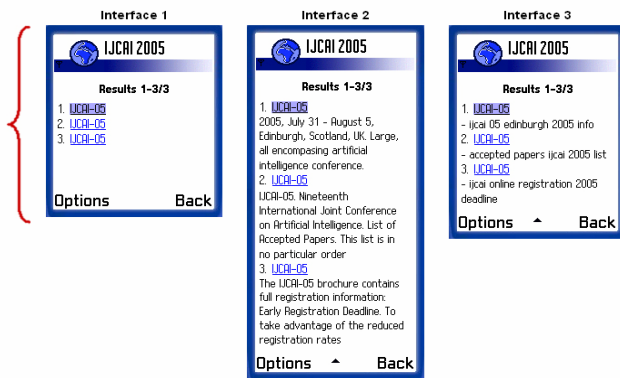 Interface 1
IJCAI 2005
Results 1-3/3
1. IJCAI-05
2. IJCAI-05
3. IJCAI-05
Options Back
Interface 2
IJCAI 2005
Results 1-3/3
1. IJCAI-05
2005, July 31 - August 5,
Edinburgh, Scotland, UK. Large,
all encompasing artificial
intelligence conference.
2. IJCAI-05
IJCAI-05. Nineteenth
International Joint Conference
on Artificial Intelligence. List of
Accepted Papers. This list is in
no particular order
3. IJCAI-05
The IJCAI-05 brochure contains
full registration information:
Early Registration Deadline. To
take advantage of the reduced
registration rates
Options Back
Interface 3
IJCAI 2005
Results 1-3/3
1. IJCAI-05
- ijcai 05 edinburgh 2005 info
2. IJCAI-05
- accepted papers ijcai 2005 list
3. IJCAI-05
- ijcai online registration 2005
deadline
Options Back